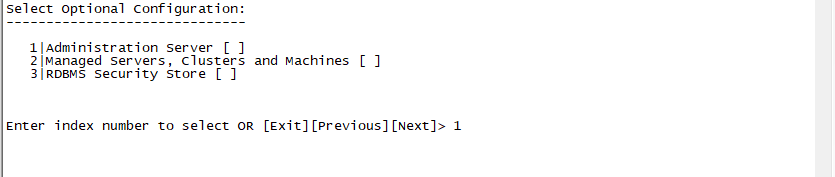 Select Optional Configuration:
------------------------------
1|Administration Server [ ]
2|Managed Servers, Clusters and Machines [ ]
3|RDBMS Security Store [ ]
Enter index number to select OR [Exit][Previous][Next]> 1